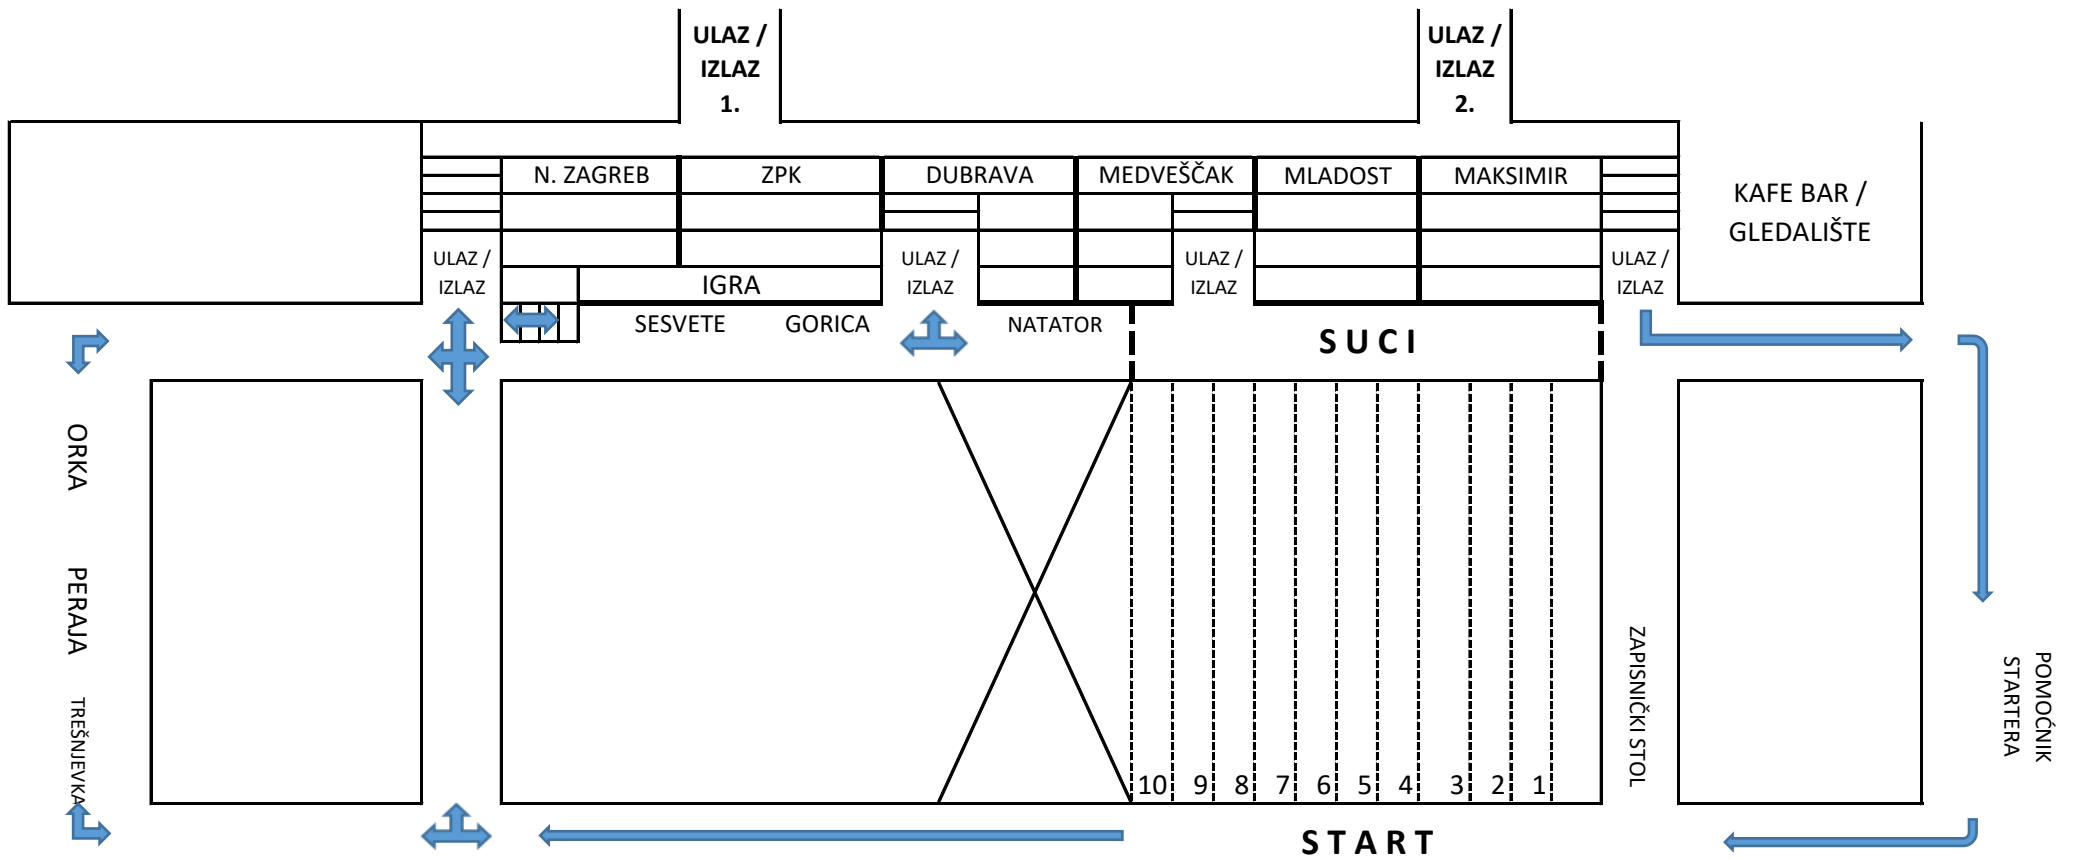 ULAZ /
IZLAZ
1.
ULAZ /
IZLAZ
2.
N. ZAGREB
ZPK
DUBRAVA
MEDVEŠČAK
MLADOST
MAKSIMIR
KAFE BAR /
GLEDALIŠTE
ULAZ /
IZLAZ
IGRA
ULAZ /
IZLAZ
ULAZ /
IZLAZ
ULAZ /
IZLAZ
SESVETE
GORICA
NATATOR
SUCI
ORKA
PERAJA
TREŠNJEVKA
10 9 8 7 6 5 4 3 2 1
ZAPISNIČKI STOL
POMOĆNIK
STARTERA
START